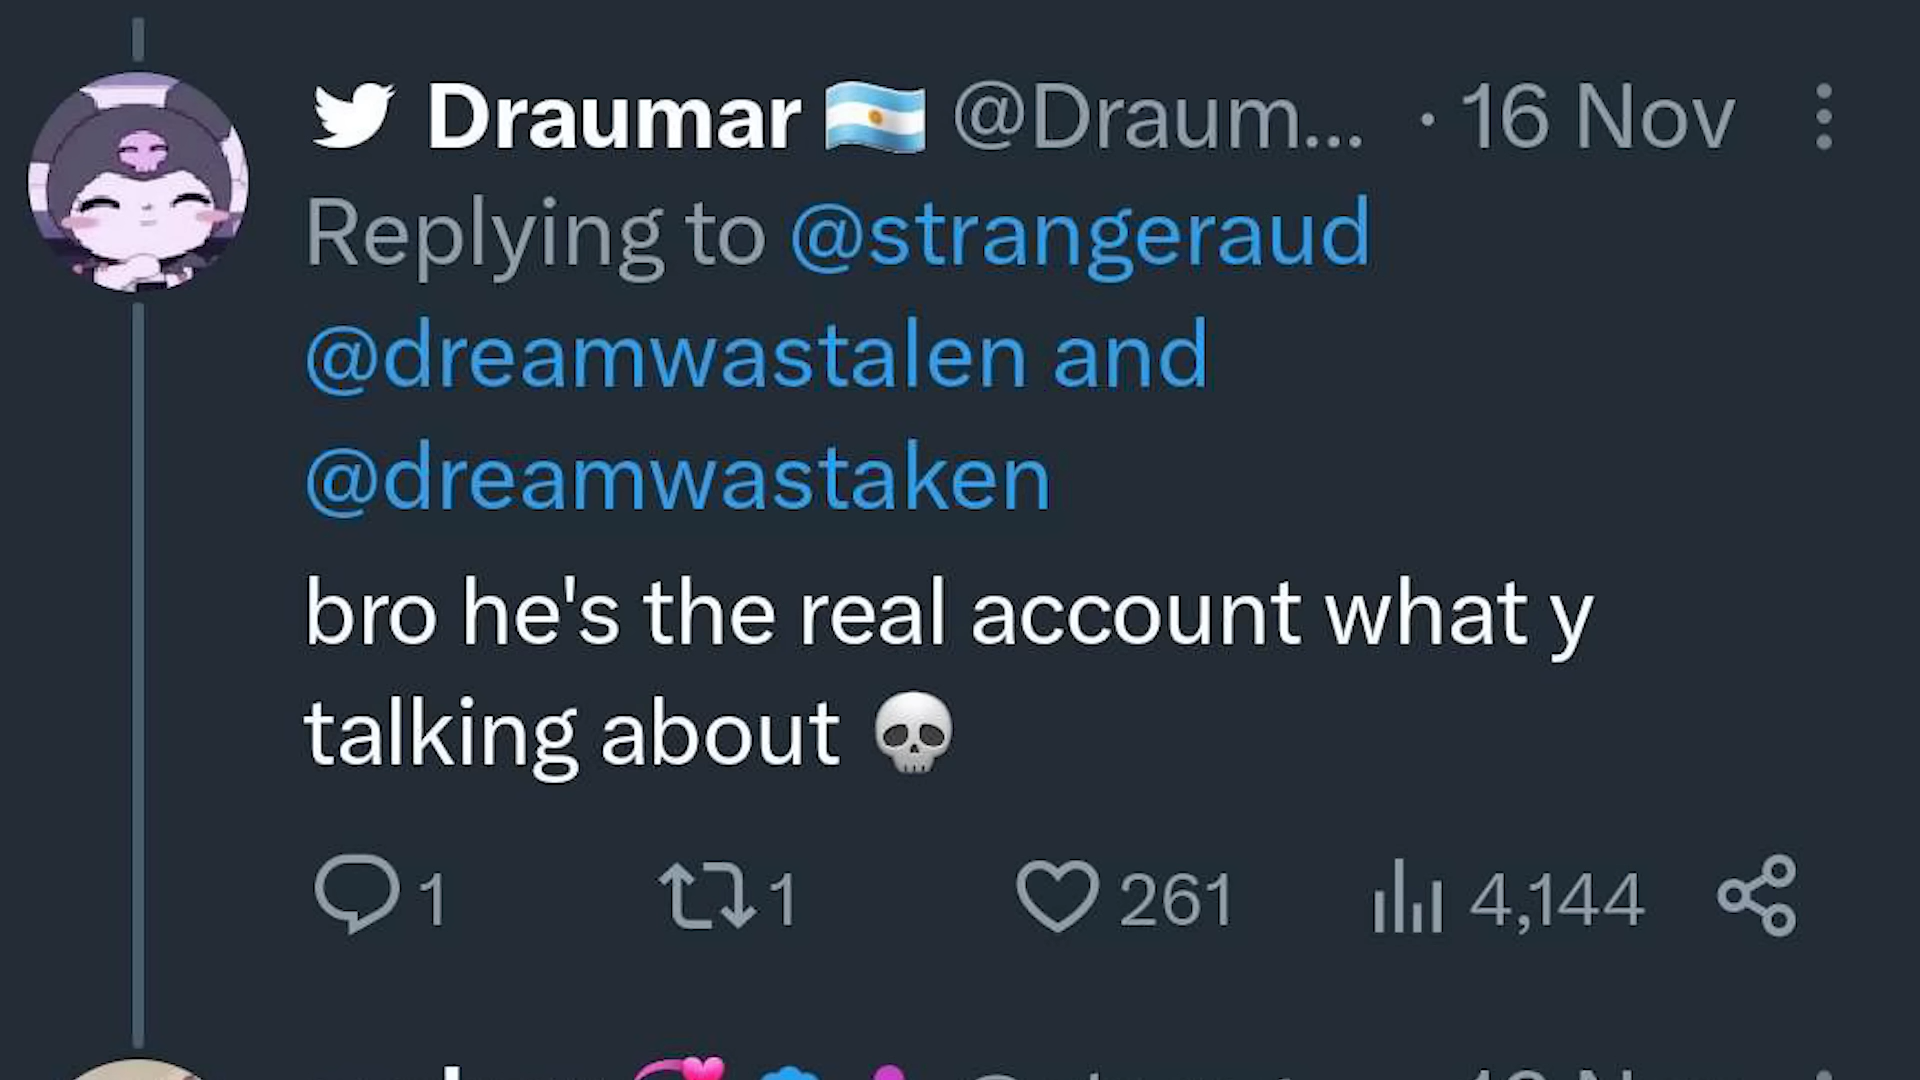 Draumar 🇦🇷 @Draum... · 16 Nov
Replying to @strangeraud
@dreamwastalen and
@dreamwastaken
bro he's the real account what y
talking about 💀
1 1 261 4,144